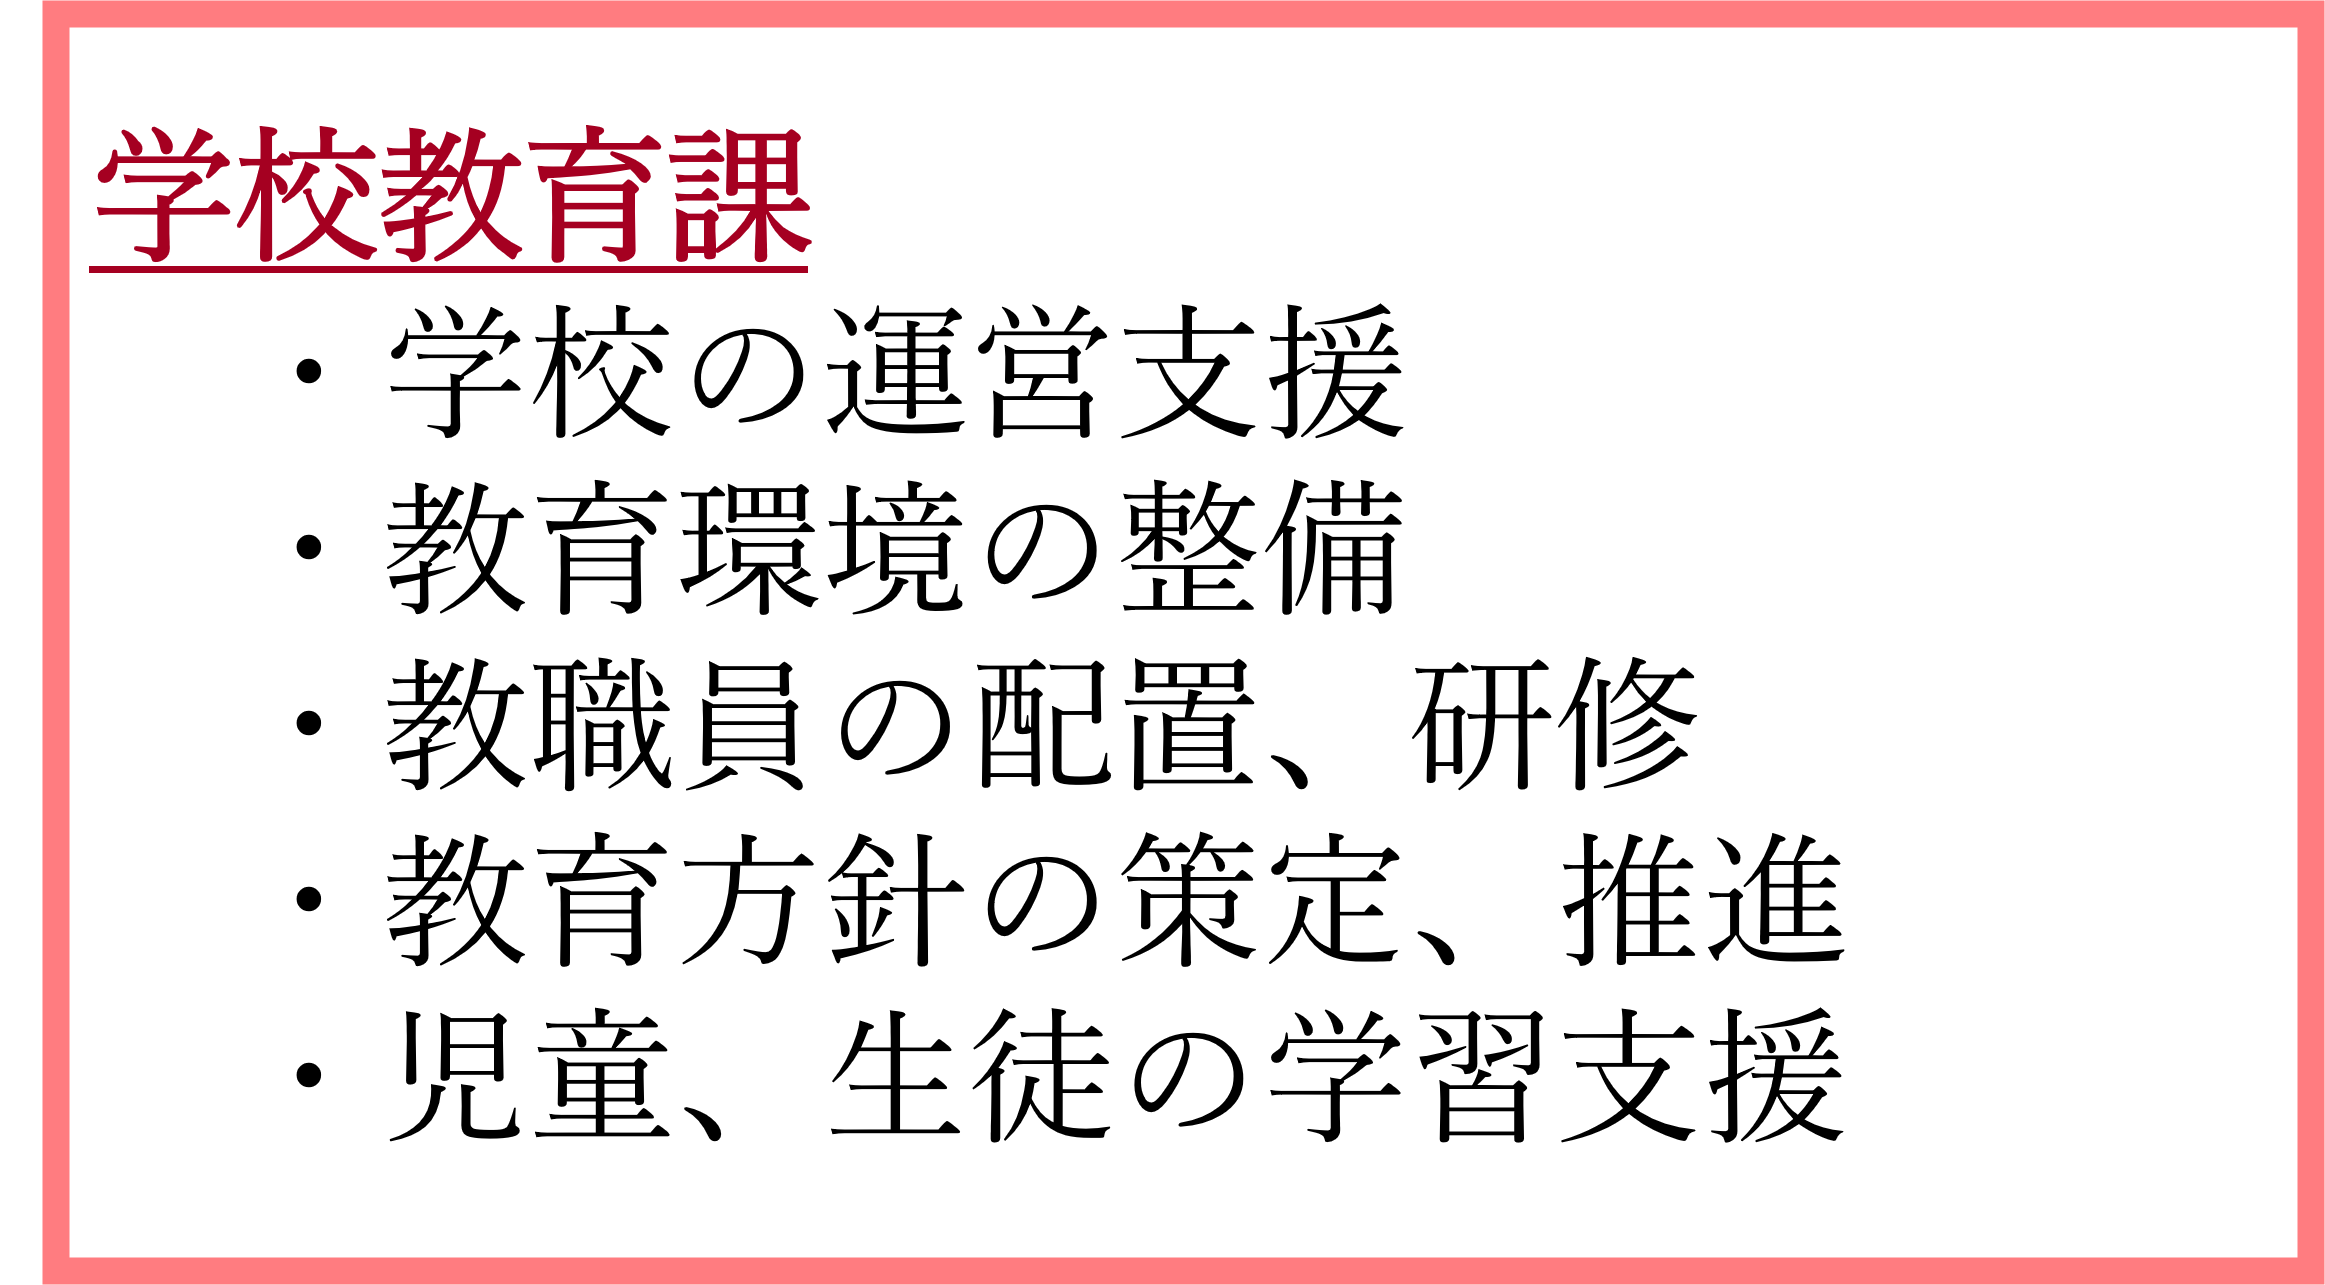 学校教育課
・学校の運営支援
・教育環境の整備
・教職員の配置、研修
・教育方針の策定、推進
・児童、生徒の学習支援